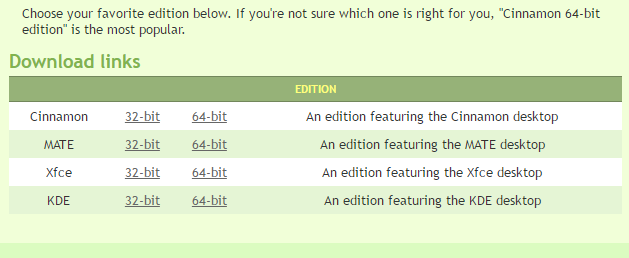 Choose your favorite edition below. If you're not sure which one is right for you, "Cinnamon 64-bit
edition" is the most popular.
Download links
EDITION
Cinnamon 32-bit 64-bit An edition featuring the Cinnamon desktop
MATE 32-bit 64-bit An edition featuring the MATE desktop
Xfce 32-bit 64-bit An edition featuring the Xfce desktop
KDE 32-bit 64-bit An edition featuring the KDE desktop